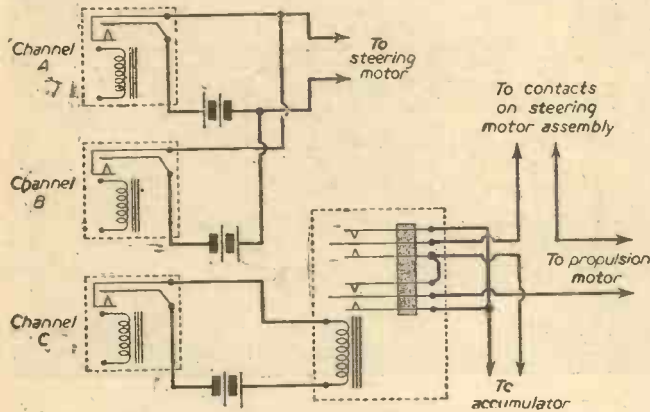 Channel
A
To
steering
motor
To contacts
on steering
motor assembly
Channel
B
To propulsion
motor
Channel
C
To
accumulator